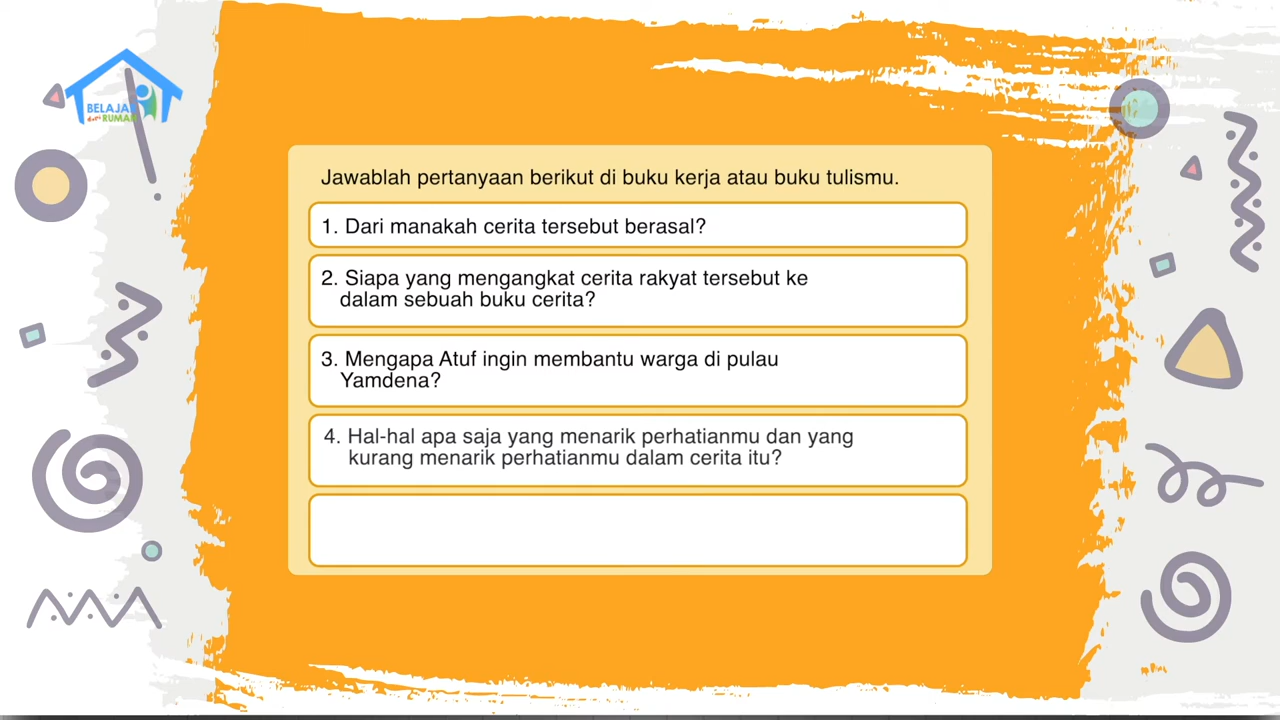 BELAJAR
dari RUMAH
Jawablah pertanyaan berikut di buku kerja atau buku tulismu.
1. Dari manakah cerita tersebut berasal?
2. Siapa yang mengangkat cerita rakyat tersebut ke
dalam sebuah buku cerita?
3. Mengapa Atuf ingin membantu warga di pulau
Yamdena?
4. Hal-hal apa saja yang menarik perhatianmu dan yang
kurang menarik perhatianmu dalam cerita itu?